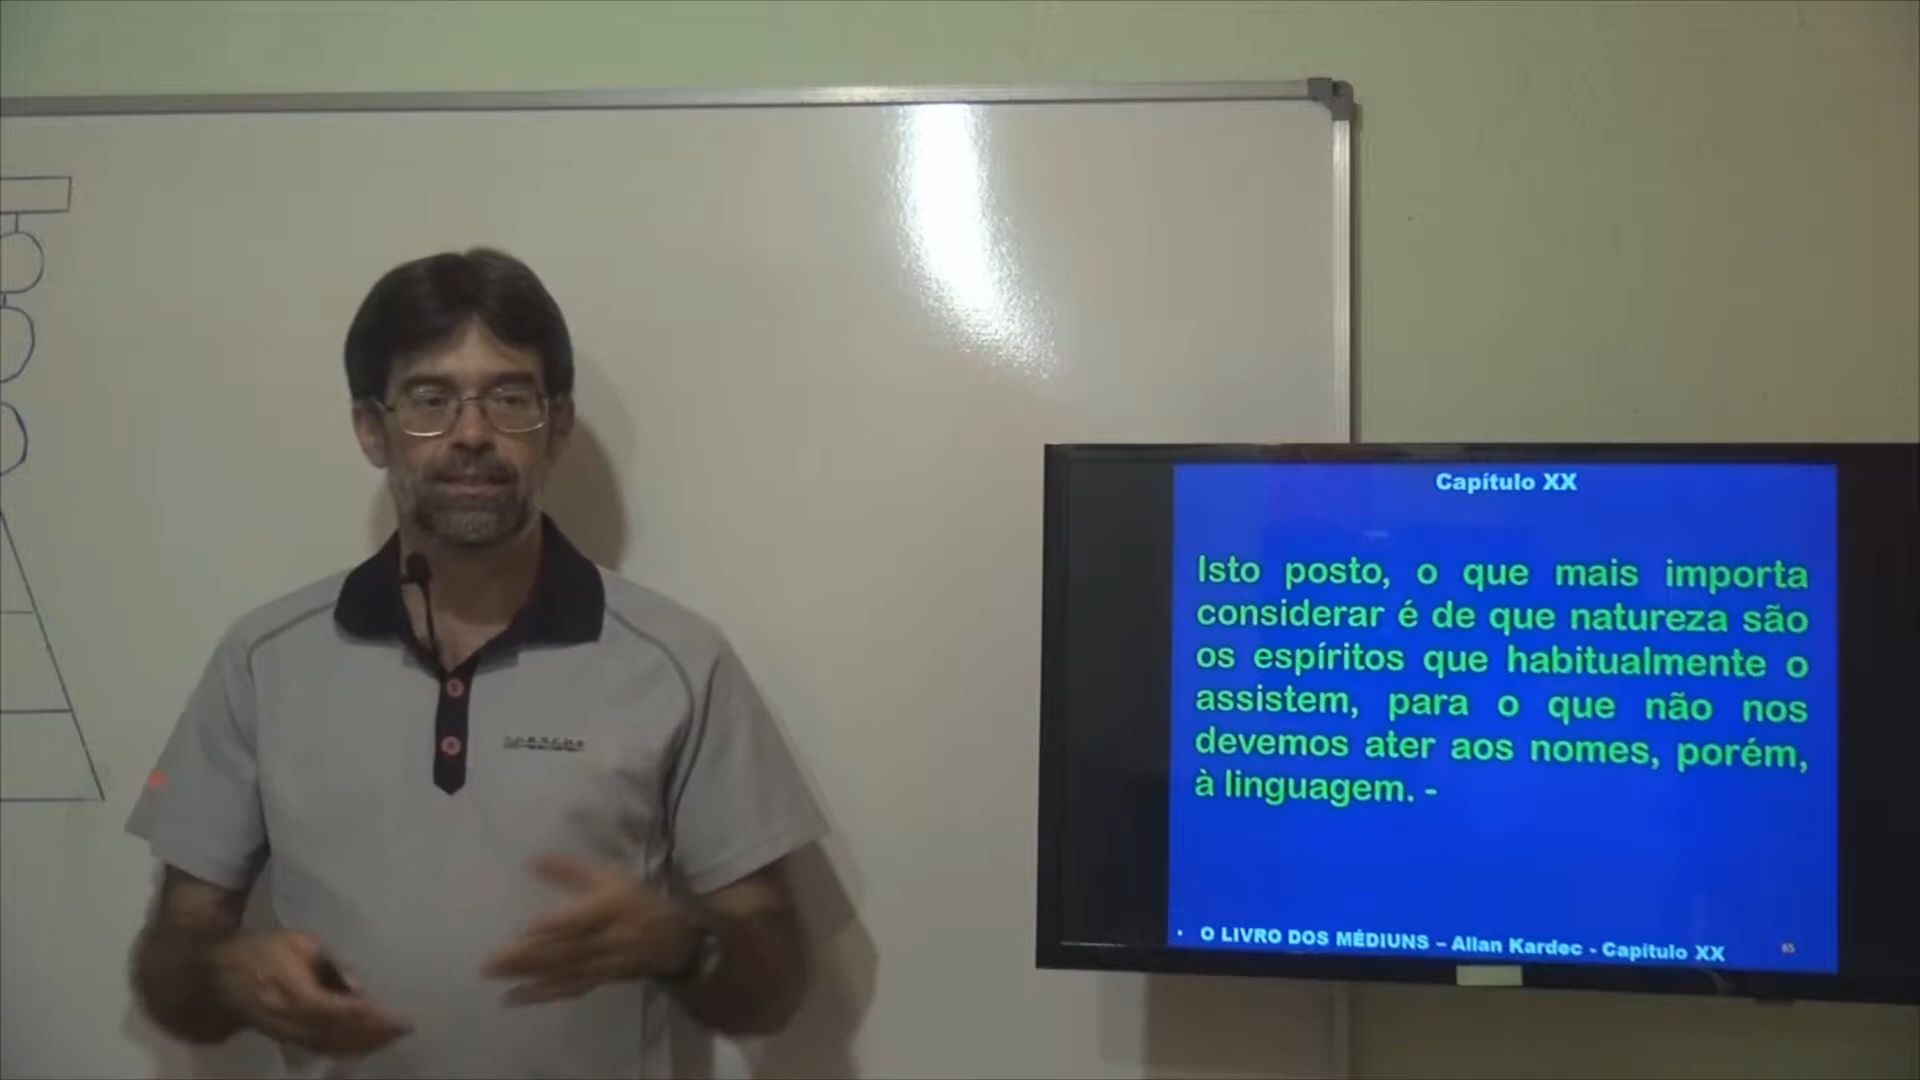 Capítulo XX
Isto posto, o que mais importa
considerar é de que natureza são
os espíritos que habitualmente o
assistem, para o que não nos
devemos ater aos nomes, porém,
à linguagem. -
• O LIVRO DOS MÉDIUNS – Allan Kardec - Capítulo XX
65